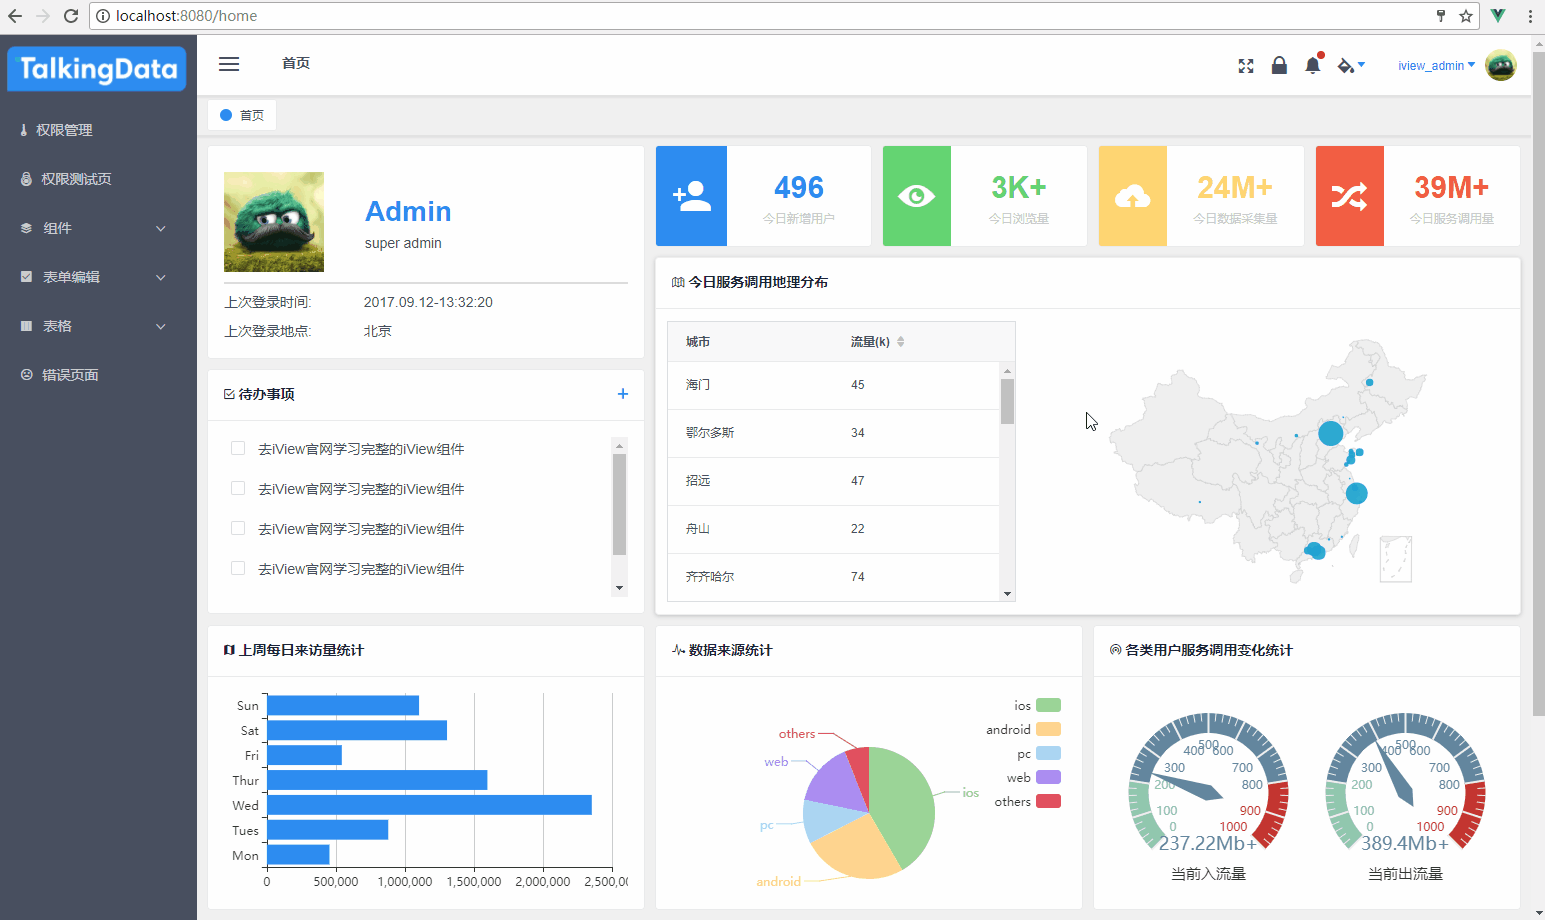 localhost:8080/home
TalkingData
首页
iview_admin
首页
权限管理
权限测试页
组件
表单编辑
表格
错误页面
Admin
super admin
上次登录时间: 2017.09.12-13:32:20
上次登录地点: 北京
496
今日新增用户
3K+
今日浏览量
24M+
今日数据采集量
39M+
今日服务调用量
待办事项
去iView官网学习完整的iView组件
去iView官网学习完整的iView组件
去iView官网学习完整的iView组件
去iView官网学习完整的iView组件
今日服务调用地理分布
城市 流量(k)
海门 45
鄂尔多斯 34
招远 47
舟山 22
齐齐哈尔 74
上周每日来访量统计
Sun
Sat
Fri
Thur
Wed
Tues
Mon
0 500,000 1,000,000 1,500,000 2,000,000 2,500,
数据来源统计
ios
android
pc
web
others
others
web
pc
android
ios
各类用户服务调用变化统计
0 100 200 300 400 500 600 700 800 900 1000
237.22Mb+
当前入流量
0 100 200 300 400 500 600 700 800 900 1000
389.4Mb+
当前出流量